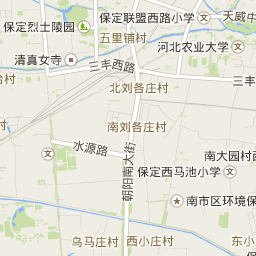 天威中
保定联盟西路小学
保定烈士陵园
五里铺村
河北农业大学
清真女寺
台村
三丰西路
三丰
北刘各庄村
南刘各庄村
水源路
朝阳南大街
南大园村
保定西马池小学
南市区环境保
乌马庄村
西小庄村
东小